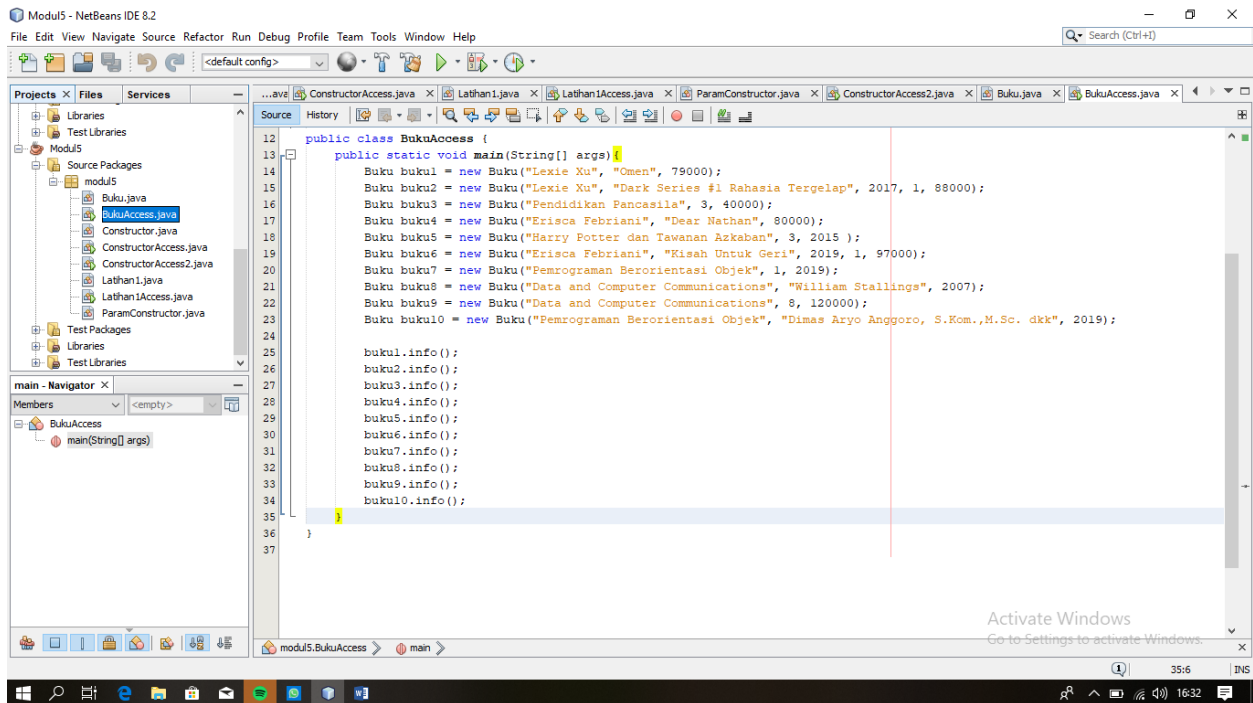 Modul5 - NetBeans IDE 8.2
File Edit View Navigate Source Refactor Run Debug Profile Team Tools Window Help
Search (Ctrl+I)
<default config>
Projects Files Services
...ava ConstructorAccess.java Latihan1.java Latihan1Access.java ParamConstructor.java ConstructorAccess2.java Buku.java BukuAccess.java
Source History
Libraries
Test Libraries
Modul5
Source Packages
modul5
Buku.java
BukuAccess.java
Constructor.java
ConstructorAccess.java
ConstructorAccess2.java
Latihan1.java
Latihan1Access.java
ParamConstructor.java
Test Packages
Libraries
Test Libraries
main - Navigator
Members <empty>
BukuAccess
main(String[] args)
12 public class BukuAccess {
13 public static void main(String[] args){
14 Buku buku1 = new Buku("Lexie Xu", "Omen", 79000);
15 Buku buku2 = new Buku("Lexie Xu", "Dark Series #1 Rahasia Tergelap", 2017, 1, 88000);
16 Buku buku3 = new Buku("Pendidikan Pancasila", 3, 40000);
17 Buku buku4 = new Buku("Erisca Febriani", "Dear Nathan", 80000);
18 Buku buku5 = new Buku("Harry Potter dan Tawanan Azkaban", 3, 2015 );
19 Buku buku6 = new Buku("Erisca Febriani", "Kisah Untuk Geri", 2019, 1, 97000);
20 Buku buku7 = new Buku("Pemrograman Berorientasi Objek", 1, 2019);
21 Buku buku8 = new Buku("Data and Computer Communications", "William Stallings", 2007);
22 Buku buku9 = new Buku("Data and Computer Communications", 8, 120000);
23 Buku buku10 = new Buku("Pemrograman Berorientasi Objek", "Dimas Aryo Anggoro, S.Kom.,M.Sc. dkk", 2019);
24
25 buku1.info();
26 buku2.info();
27 buku3.info();
28 buku4.info();
29 buku5.info();
30 buku6.info();
31 buku7.info();
32 buku8.info();
33 buku9.info();
34 buku10.info();
35 }
36 }
37
Activate Windows
Go to Settings to activate Windows.
modul5.BukuAccess main
1 35:6 INS
16:32